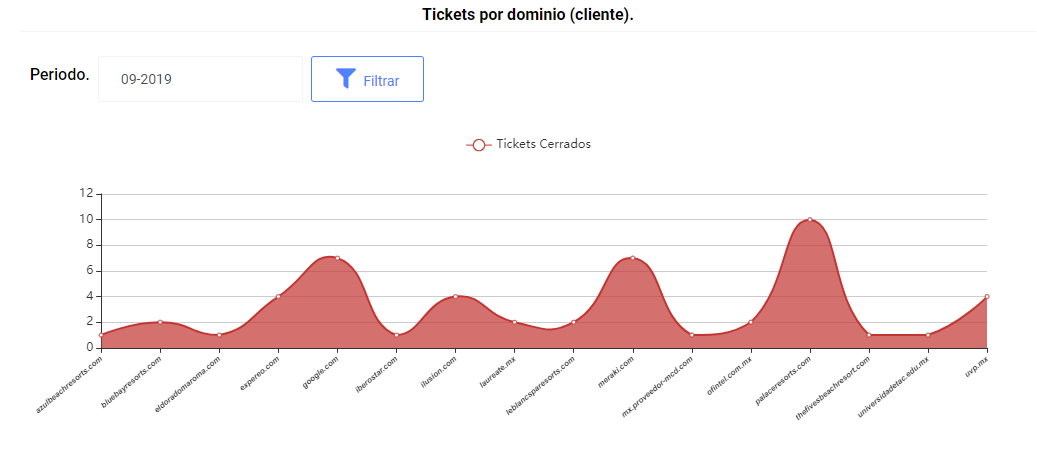 Tickets por dominio (cliente).
Periodo.
09-2019
Filtrar
Tickets Cerrados
12
10
8
6
4
2
0
azulbeachresorts.com
bluebayresorts.com
eldoradomaroma.com
expereo.com
google.com
iberostar.com
ilusion.com
laureate.mx
leblancsparesorts.com
meraki.com
mx.proveedor-mcd.com
ofintel.com.mx
palaceresorts.com
thefivesbeachresort.com
universidadetac.edu.mx
uvp.mx